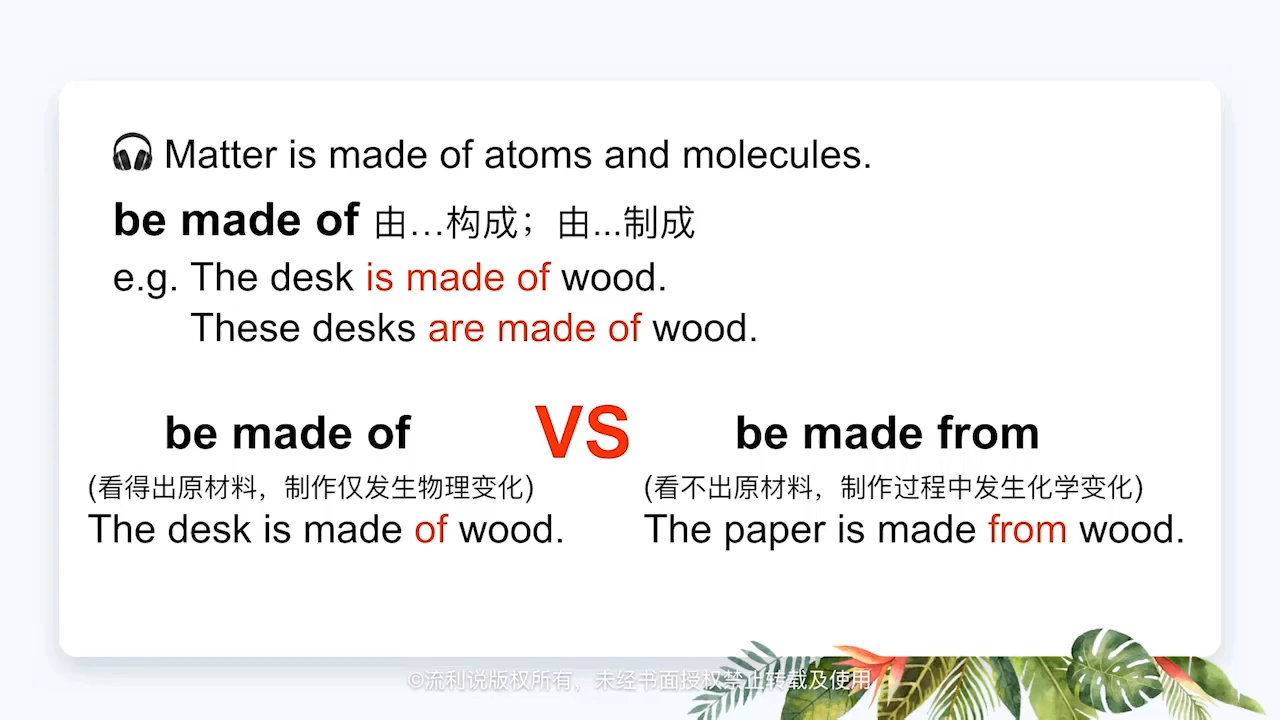 Matter is made of atoms and molecules.
be made of 由…构成；由...制成
e.g. The desk is made of wood.
These desks are made of wood.
be made of VS be made from
(看得出原材料，制作仅发生物理变化) (看不出原材料，制作过程中发生化学变化)
The desk is made of wood. The paper is made from wood.
©流利说版权所有，未经书面授权禁止转载及使用